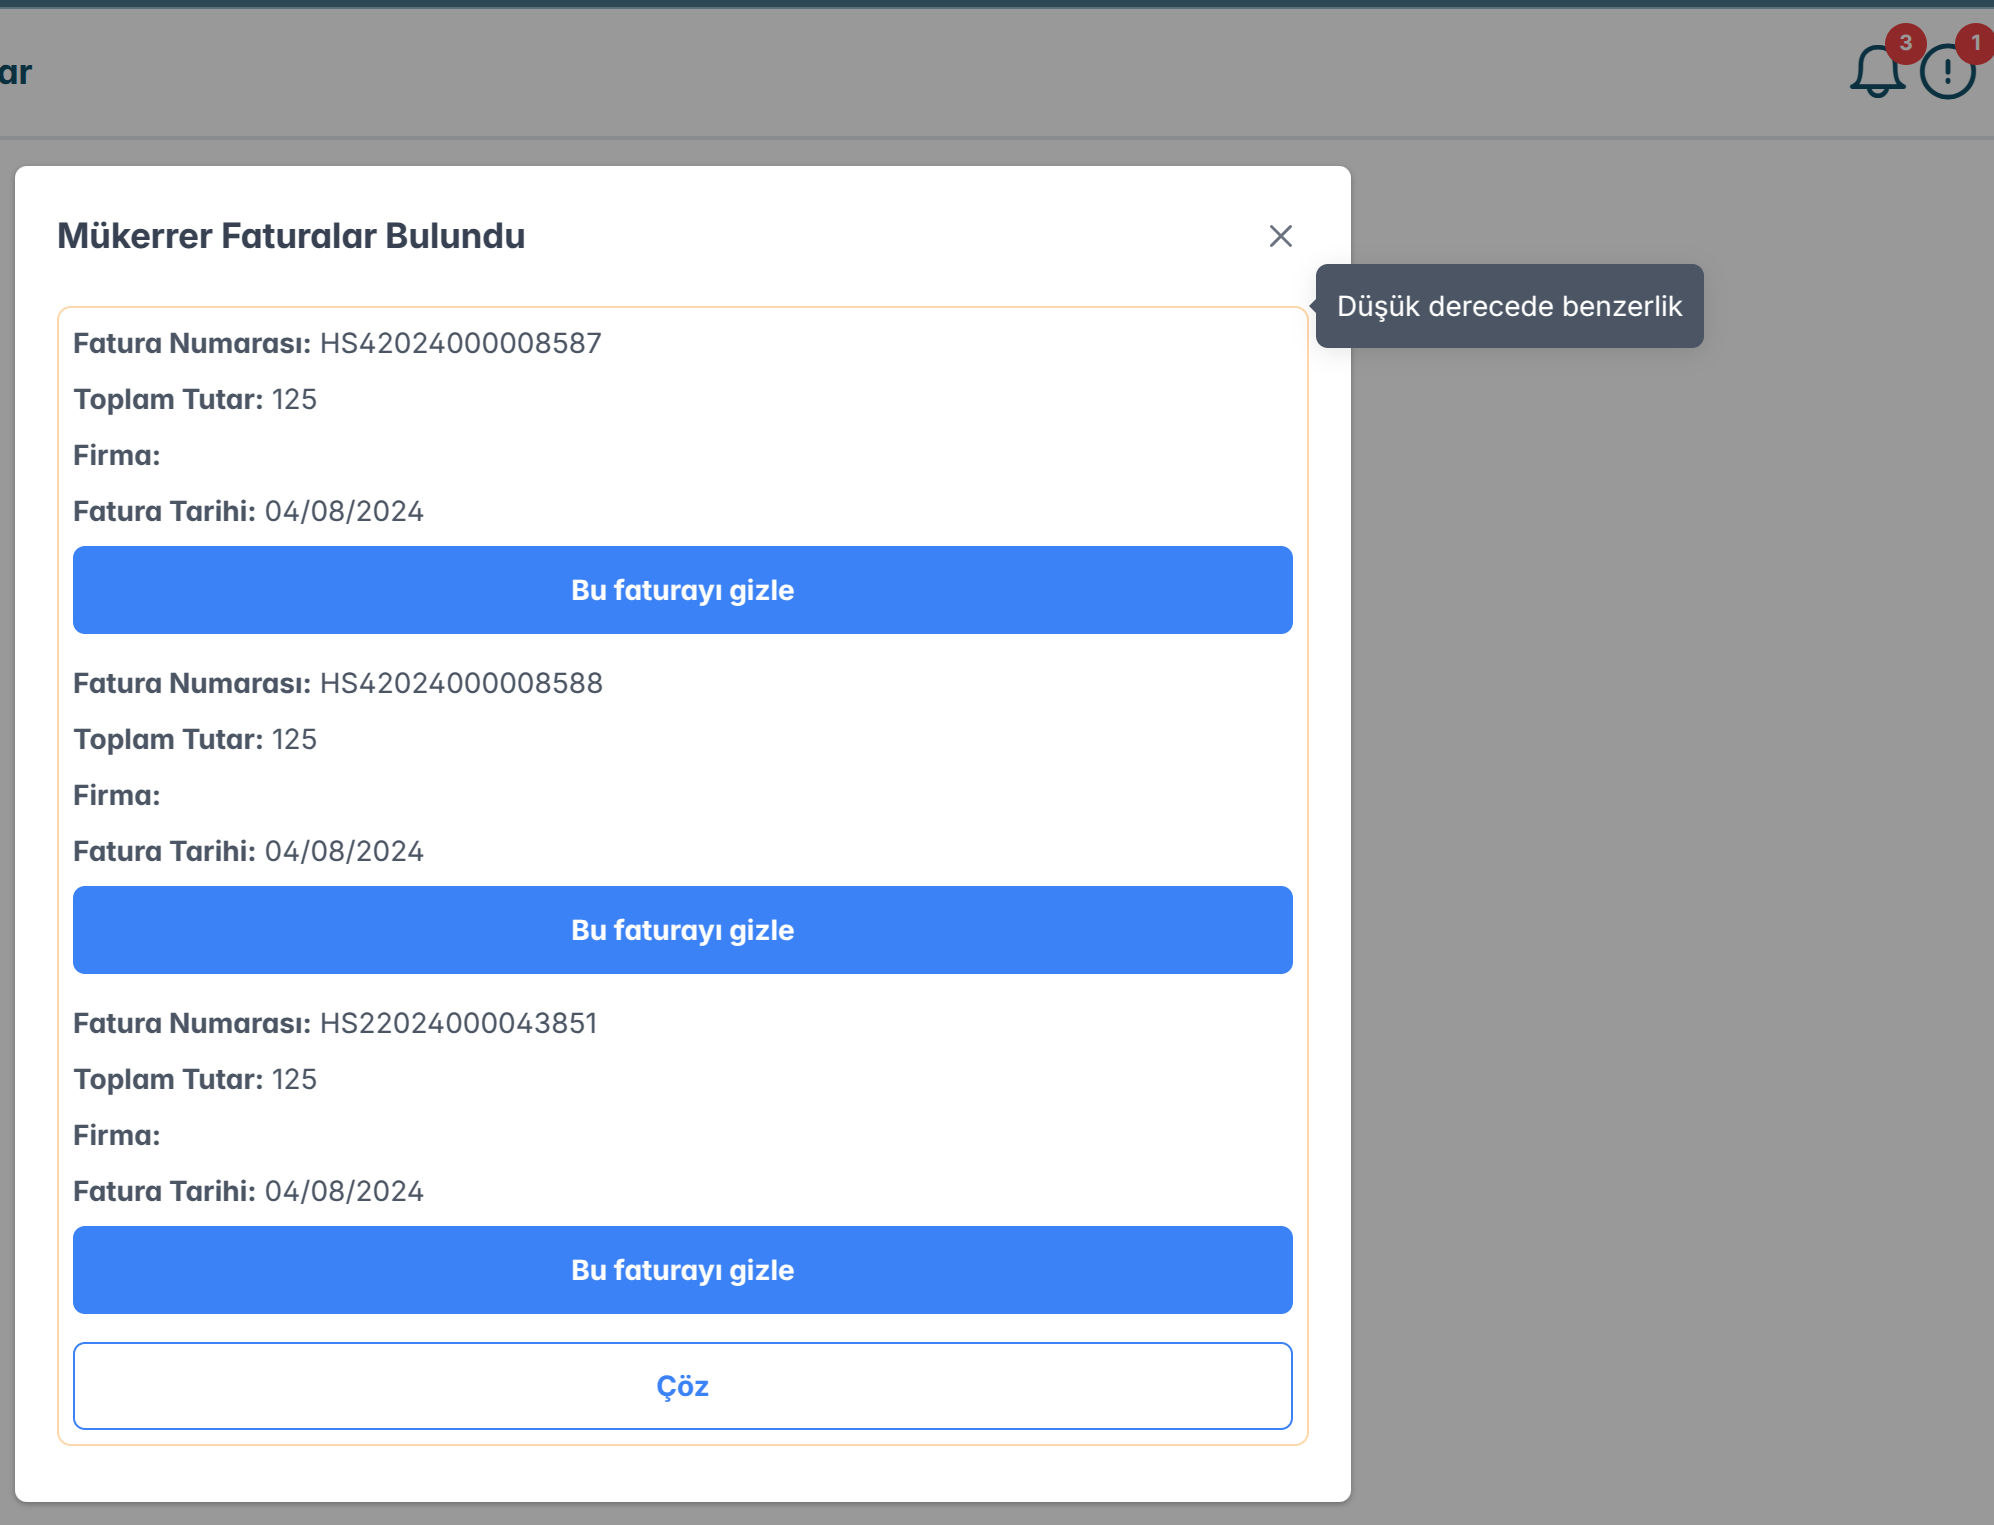 ar
3
1
Mükerrer Faturalar Bulundu
Düşük derecede benzerlik
Fatura Numarası: HS42024000008587
Toplam Tutar: 125
Firma:
Fatura Tarihi: 04/08/2024
Bu faturayı gizle
Fatura Numarası: HS42024000008588
Toplam Tutar: 125
Firma:
Fatura Tarihi: 04/08/2024
Bu faturayı gizle
Fatura Numarası: HS22024000043851
Toplam Tutar: 125
Firma:
Fatura Tarihi: 04/08/2024
Bu faturayı gizle
Çöz